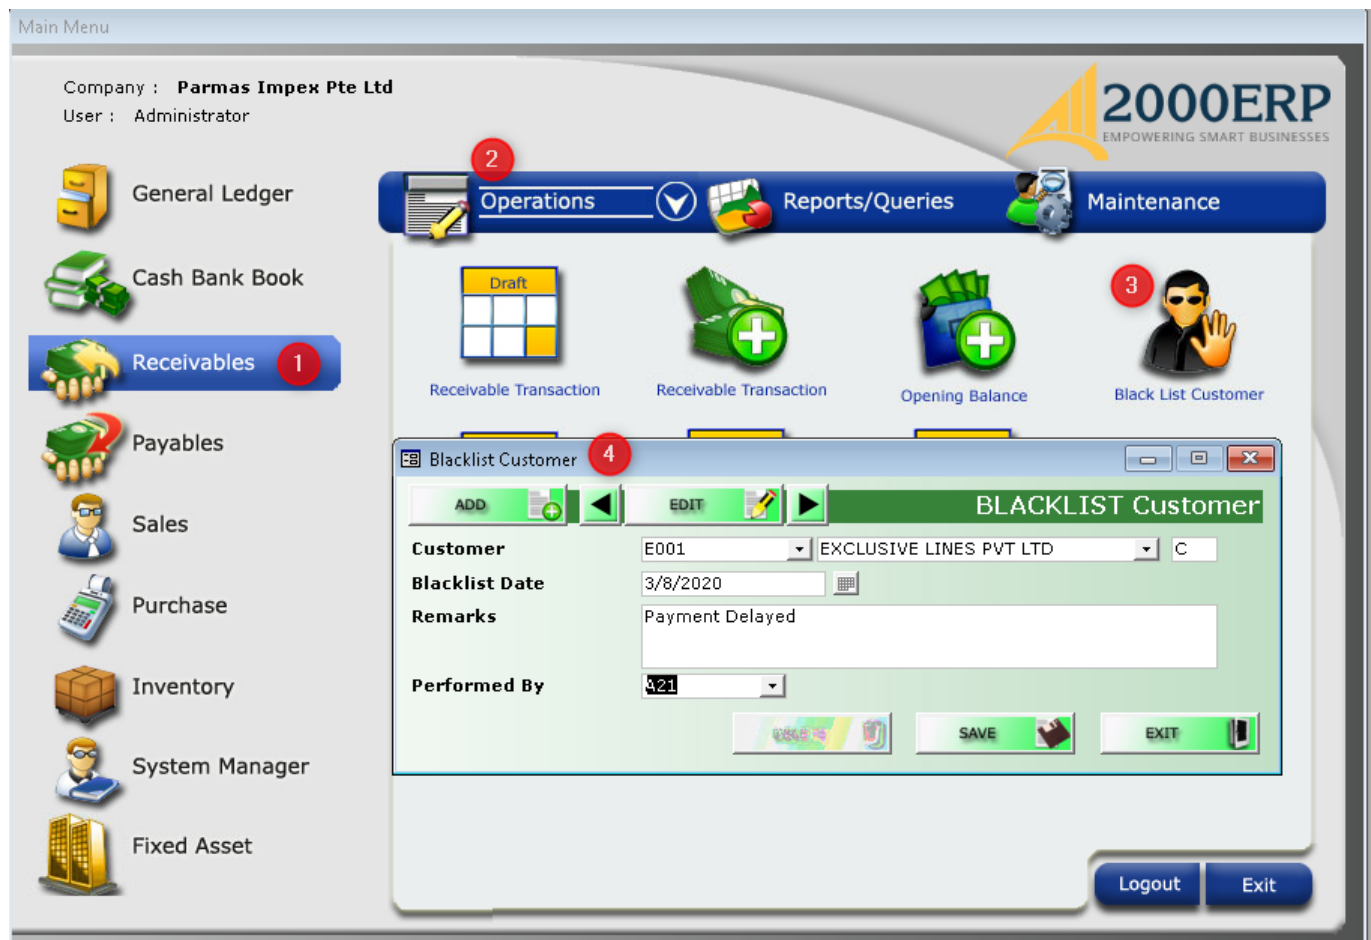 Main Menu
Company : Parmas Impex Pte Ltd
User : Administrator
2000ERP
EMPOWERING SMART BUSINESSES
General Ledger
Cash Bank Book
Receivables 1
Payables
Sales
Purchase
Inventory
System Manager
Fixed Asset
2
Operations
Reports/Queries
Maintenance
Draft
3
Receivable Transaction
Receivable Transaction
Opening Balance
Black List Customer
Blacklist Customer 4
ADD
EDIT
BLACKLIST Customer
Customer E001 EXCLUSIVE LINES PVT LTD C
Blacklist Date 3/8/2020
Remarks Payment Delayed
Performed By A21
SAVE
EXIT
Logout
Exit